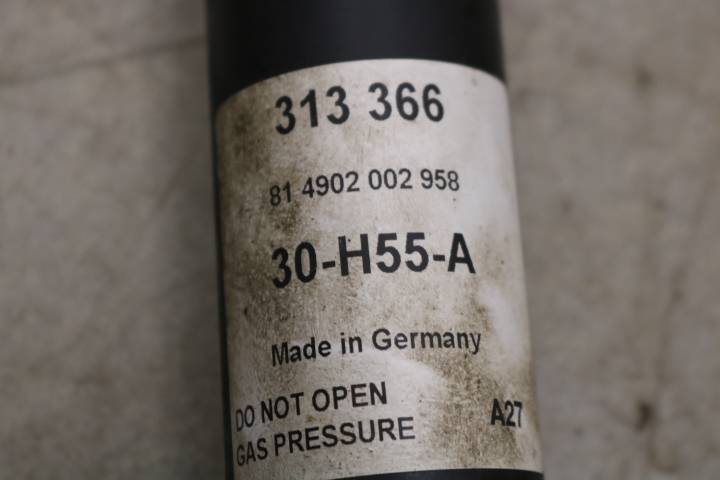 313 366
81 4902 002 958
30-H55-A
Made in Germany
DO NOT OPEN
GAS PRESSURE
A27